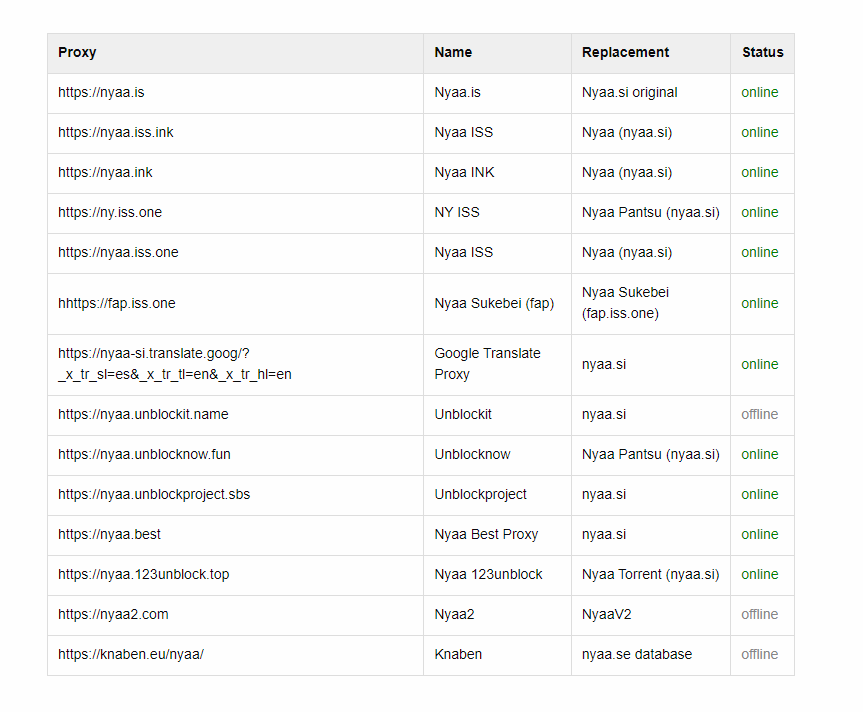 Proxy Name Replacement Status
https://nyaa.is Nyaa.is Nyaa.si original online
https://nyaa.iss.ink Nyaa ISS Nyaa (nyaa.si) online
https://nyaa.ink Nyaa INK Nyaa (nyaa.si) online
https://ny.iss.one NY ISS Nyaa Pantsu (nyaa.si) online
https://nyaa.iss.one Nyaa ISS Nyaa (nyaa.si) online
hhttps://fap.iss.one Nyaa Sukebei (fap) Nyaa Sukebei
(fap.iss.one) online
https://nyaa-si.translate.goog/?
_x_tr_sl=es&_x_tr_tl=en&_x_tr_hl=en Google Translate
Proxy nyaa.si online
https://nyaa.unblockit.name Unblockit nyaa.si offline
https://nyaa.unblocknow.fun Unblocknow Nyaa Pantsu (nyaa.si) online
https://nyaa.unblockproject.sbs Unblockproject nyaa.si online
https://nyaa.best Nyaa Best Proxy nyaa.si online
https://nyaa.123unblock.top Nyaa 123unblock Nyaa Torrent (nyaa.si) online
https://nyaa2.com Nyaa2 NyaaV2 offline
https://knaben.eu/nyaa/ Knaben nyaa.se database offline